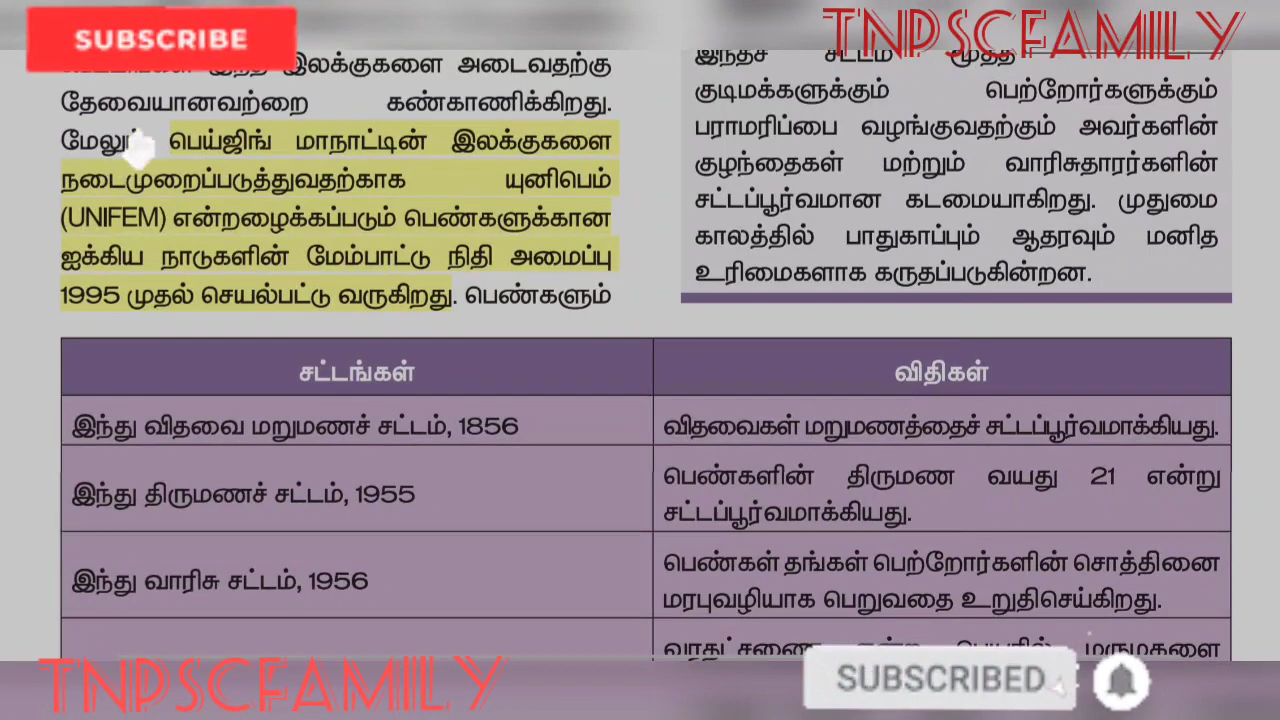 SUBSCRIBE
TNPSCFAMILY
இலக்குகளை அடைவதற்கு
தேவையானவற்றை கண்காணிக்கிறது.
பெய்ஜிங் மாநாட்டின் இலக்குகளை
நடைமுறைப்படுத்துவதற்காக யுனிபெம்
(UNIFEM) என்றழைக்கப்படும் பெண்களுக்கான
ஐக்கிய நாடுகளின் மேம்பாட்டு நிதி அமைப்பு
1995 முதல் செயல்பட்டு வருகிறது. பெண்களும்
இந்தச் சட்டம்
குடிமக்களுக்கும் பெற்றோர்களுக்கும்
பராமரிப்பை வழங்குவதற்கும் அவர்களின்
குழந்தைகள் மற்றும் வாரிசுதாரர்களின்
சட்டப்பூர்வமான கடமையாகிறது. முதுமை
காலத்தில் பாதுகாப்பும் ஆதரவும் மனித
உரிமைகளாக கருதப்படுகின்றன.
சட்டங்கள் விதிகள்
இந்து விதவை மறுமணச் சட்டம், 1856 விதவைகள் மறுமணத்தைச் சட்டப்பூர்வமாக்கியது.
இந்து திருமணச் சட்டம், 1955 பெண்களின் திருமண வயது 21 என்று
சட்டப்பூர்வமாக்கியது.
இந்து வாரிசு சட்டம், 1956 பெண்கள் தங்கள் பெற்றோர்களின் சொத்தினை
மரபுவழியாக பெறுவதை உறுதிசெய்கிறது.
மருமகளை
TNPSCFAMILY
SUBSCRIBED